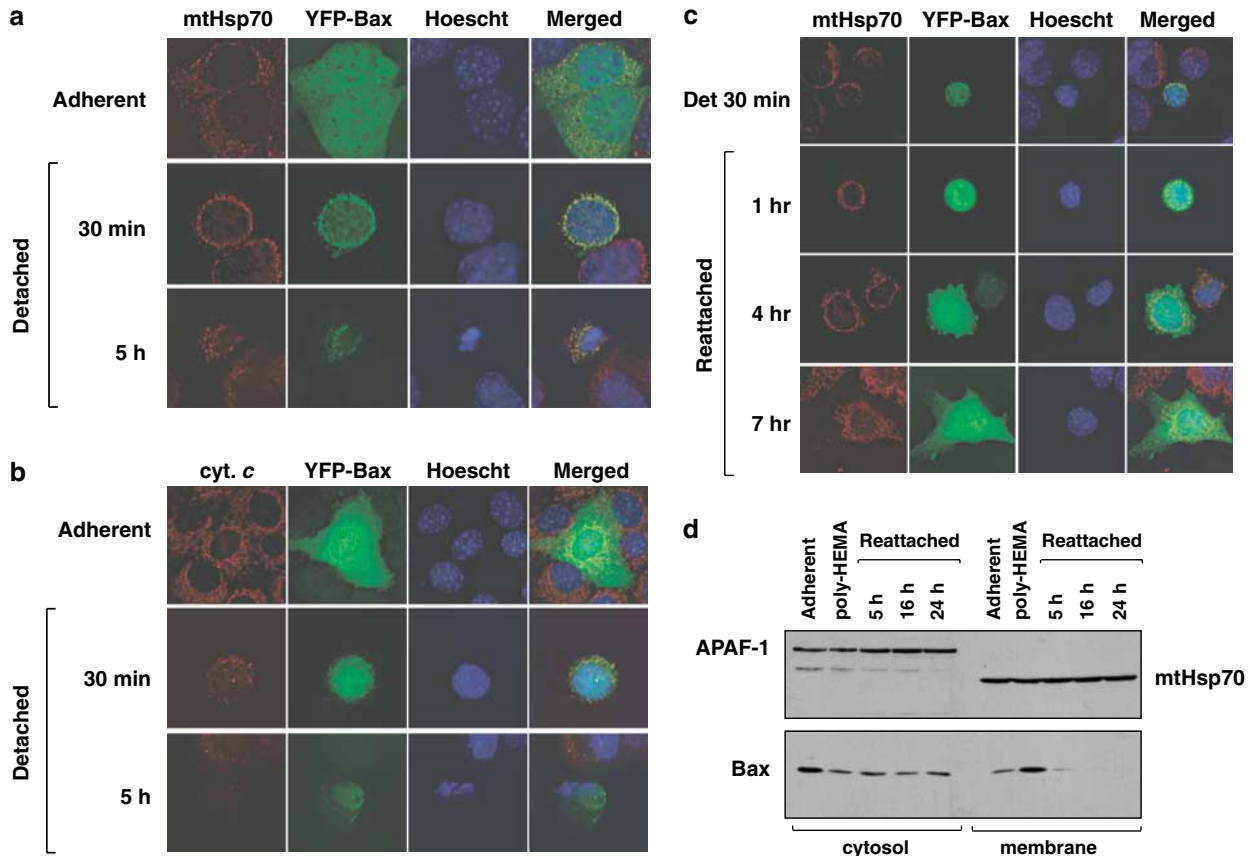 a
mtHsp70 YFP-Bax Hoescht Merged
Adherent
Detached
30 min
5 h
b
cyt. c YFP-Bax Hoescht Merged
Adherent
Detached
30 min
5 h
c
mtHsp70 YFP-Bax Hoescht Merged
Det 30 min
Reattached
1 hr
4 hr
7 hr
d
Adherent poly-HEMA Reattached 5 h 16 h 24 h
Adherent poly-HEMA Reattached 5 h 16 h 24 h
APAF-1
mtHsp70
Bax
cytosol membrane